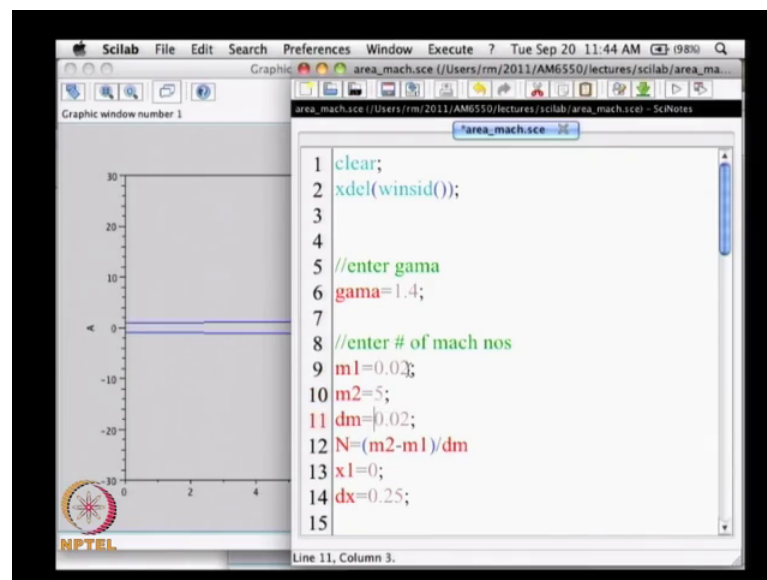 Scilab File Edit Search Preferences Window Execute ? Tue Sep 20 11:44 AM (98%)
Graphic
area_mach.sce (/Users/rm/2011/AM6550/lectures/scilab/area_ma...
Graphic window number 1
area_mach.sce (/Users/rm/2011/AM6550/lectures/scilab/area_mach.sce) - SciNotes
*area_mach.sce
1 clear;
2 xdel(winsid());
3
4
5 //enter gama
6 gama=1.4;
7
8 //enter # of mach nos
9 m1=0.02;
10 m2=5;
11 dm=0.02;
12 N=(m2-m1)/dm
13 x1=0;
14 dx=0.25;
15
30
20
10
A 0
-10
-20
-30
0 2 4
NPTEL
Line 11, Column 3.